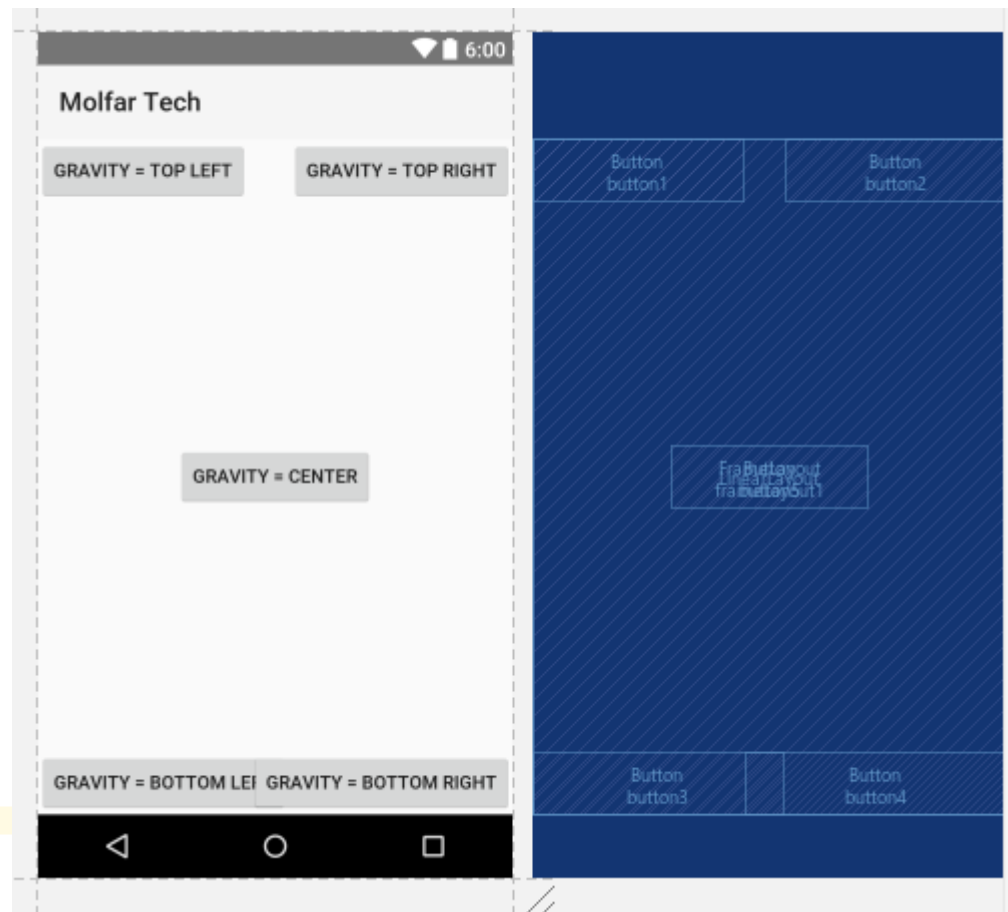 6:00
Molfar Tech
GRAVITY = TOP LEFT
GRAVITY = TOP RIGHT
GRAVITY = CENTER
GRAVITY = BOTTOM LEF
GRAVITY = BOTTOM RIGHT
Button
button1
Button
button2
Button
button3
Button
button4